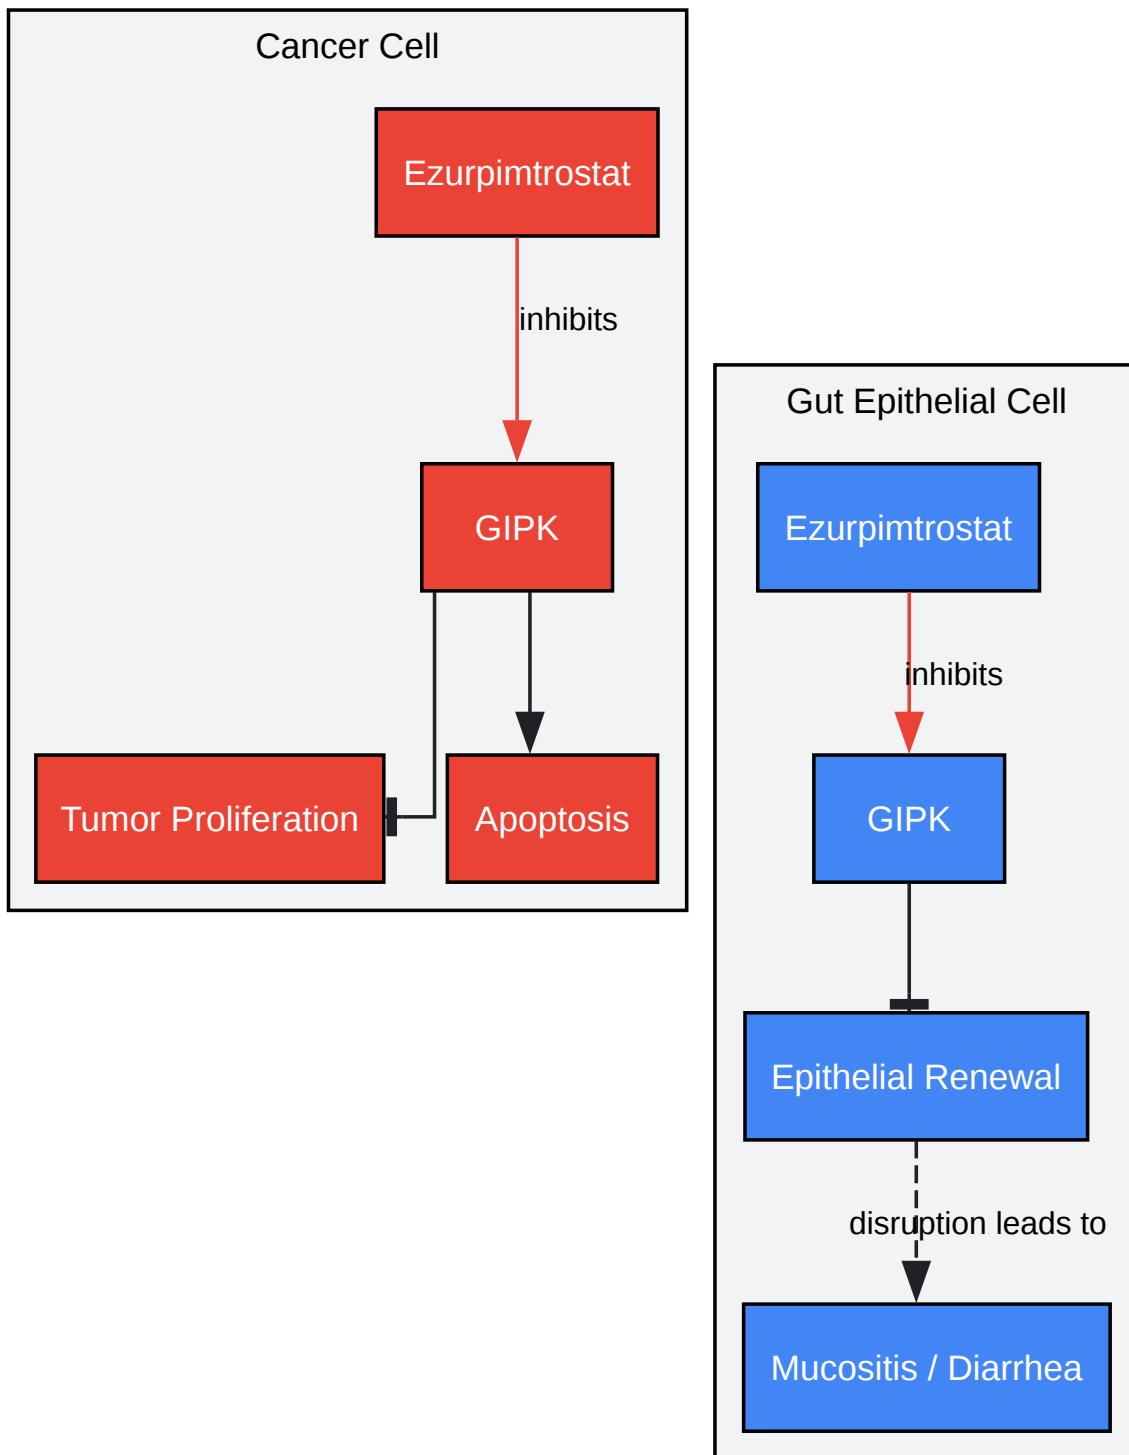 Cancer Cell
Ezurpimtrostat
inhibits
GIPK
Tumor Proliferation
Apoptosis
Gut Epithelial Cell
Ezurpimtrostat
inhibits
GIPK
Epithelial Renewal
disruption leads to
Mucositis / Diarrhea